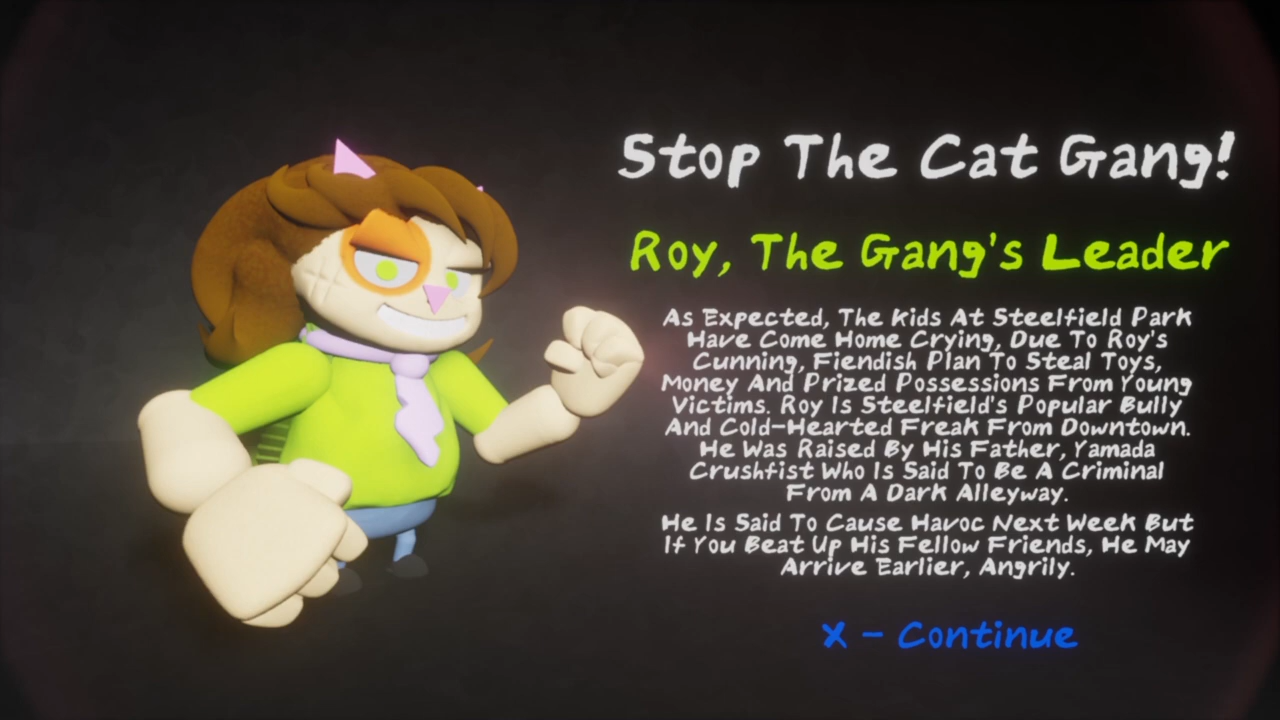 Stop The Cat Gang!
Roy, The Gang's Leader
As Expected, The Kids At Steelfield Park
Have Come Home Crying, Due To Roy's
Cunning, Fiendish Plan To Steal Toys,
Money And Prized Possessions From Young
Victims. Roy Is Steelfield's Popular Bully
And Cold-Hearted Freak From Downtown.
He Was Raised By His Father, Yamada
Crushfist Who Is Said To Be A Criminal
From A Dark Alleyway.
He Is Said To Cause Havoc Next Week But
If You Beat Up His Fellow Friends, He May
Arrive Earlier, Angrily.
X - Continue